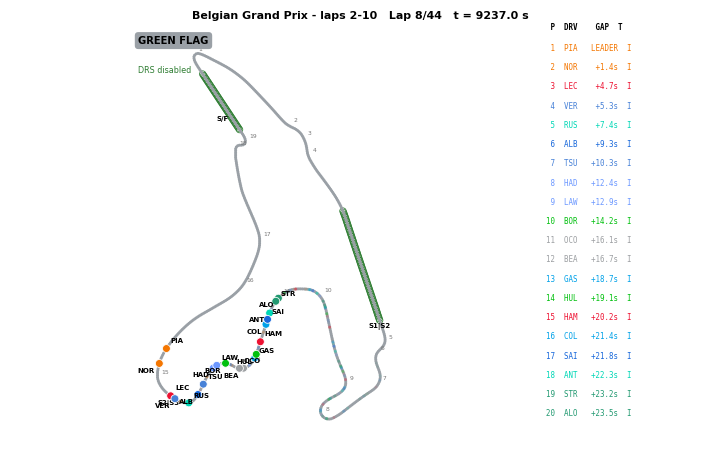 Belgian Grand Prix - laps 2-10   Lap 8/44   t = 9237.0 s
GREEN FLAG
DRS disabled
P  DRV  GAP  T
1  PIA  LEADER  I
2  NOR  +1.4s  I
3  LEC  +4.7s  I
4  VER  +5.3s  I
5  RUS  +7.4s  I
6  ALB  +9.3s  I
7  TSU  +10.3s  I
8  HAD  +12.4s  I
9  LAW  +12.9s  I
10  BOR  +14.2s  I
11  OCO  +16.1s  I
12  BEA  +16.7s  I
13  GAS  +18.7s  I
14  HUL  +19.1s  I
15  HAM  +20.2s  I
16  COL  +21.4s  I
17  SAI  +21.8s  I
18  ANT  +22.3s  I
19  STR  +23.2s  I
20  ALO  +23.5s  I
S/F
19
2
3
4
17
16
STR
10
ALO
SAI
ANT
COL
HAM
S1|S2
5
PIA
GAS
LAW
OCO
NOR
15
BOR
HAD
TSU
BEA
9
7
LEC
RUS
ALB
VER
8